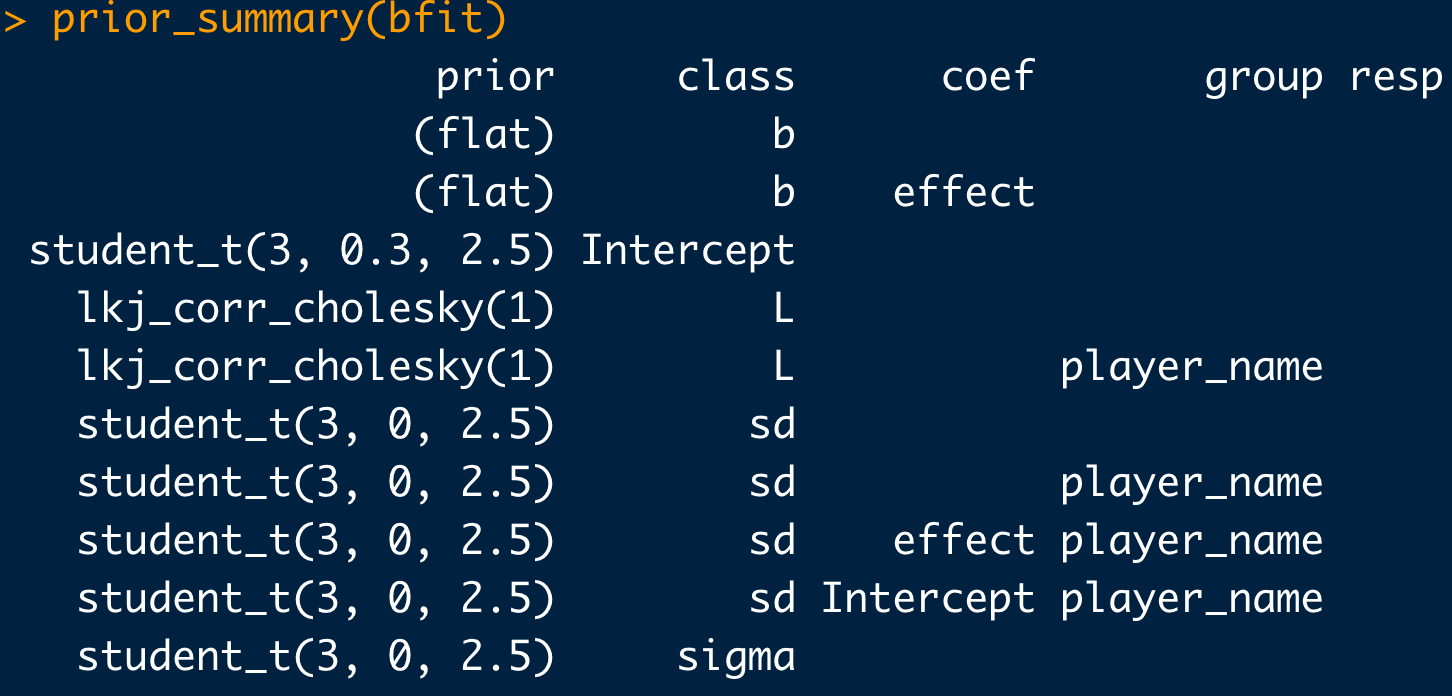 > prior_summary(bfit)
prior class coef group resp
(flat) b
(flat) b effect
student_t(3, 0.3, 2.5) Intercept
lkj_corr_cholesky(1) L
lkj_corr_cholesky(1) L player_name
student_t(3, 0, 2.5) sd
student_t(3, 0, 2.5) sd player_name
student_t(3, 0, 2.5) sd effect player_name
student_t(3, 0, 2.5) sd Intercept player_name
student_t(3, 0, 2.5) sigma